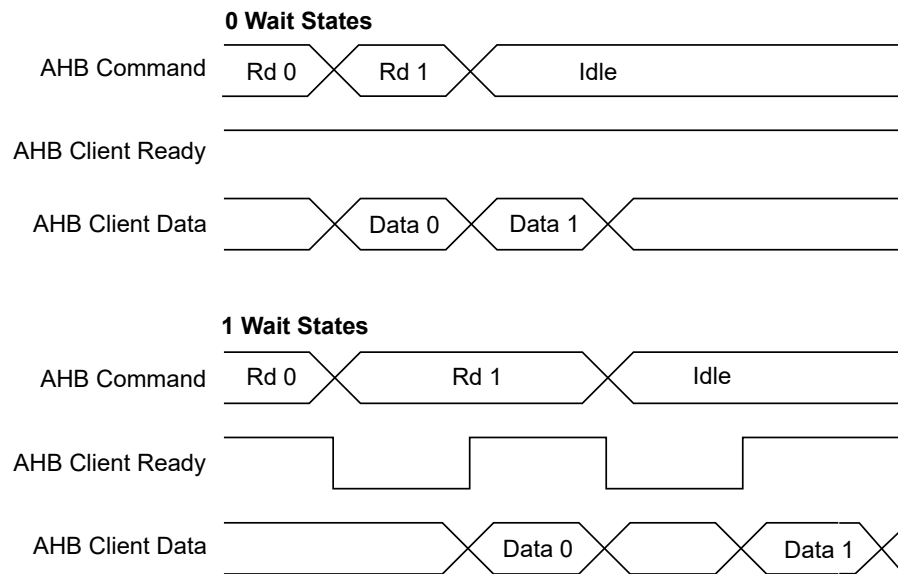 0 Wait States
AHB Command Rd 0 Rd 1 Idle
AHB Client Ready
AHB Client Data Data 0 Data 1
1 Wait States
AHB Command Rd 0 Rd 1 Idle
AHB Client Ready
AHB Client Data Data 0 Data 1